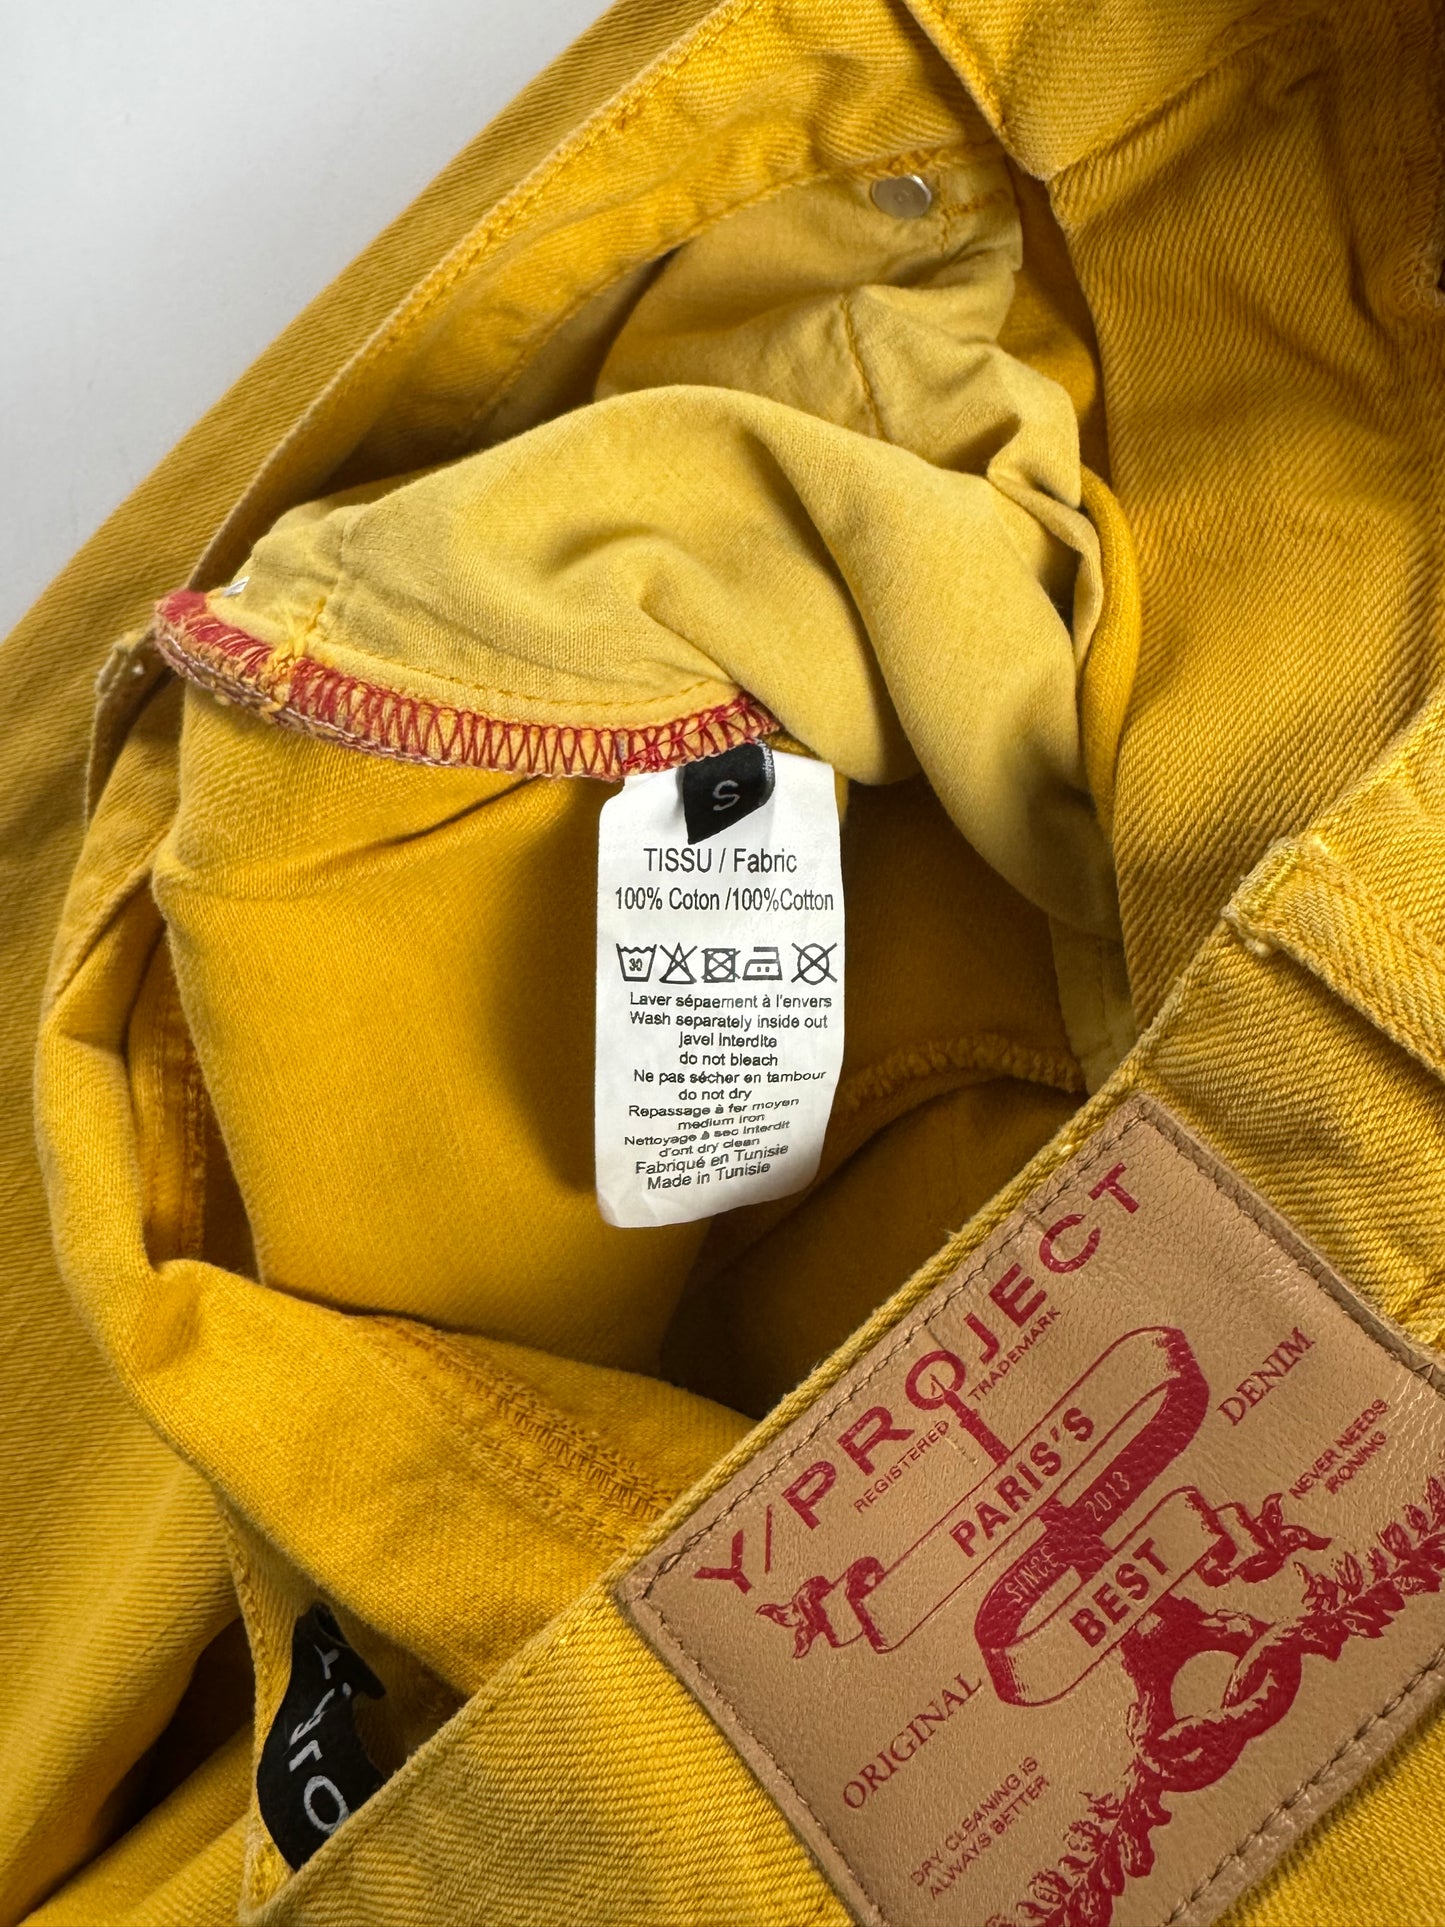 S
TISSU / Fabric
100% Coton /100%Cotton
30
Laver sépaement à l'envers
Wash separately inside out
Javel Interdite
do not bleach
Ne pas sécher en tambour
do not dry
Repassage à fer moyen
medium iron
Nettoyage à sec Interdit
d'ont dry clean
Fabriqué en Tunisie
Made in Tunisie
Y/PROJECT
REGISTERED TRADEMARK
PARIS'S
SINCE 2013
BEST
ORIGINAL DENIM
NEVER NEEDS
IRONING
DRY CLEANING IS
ALWAYS BETTER